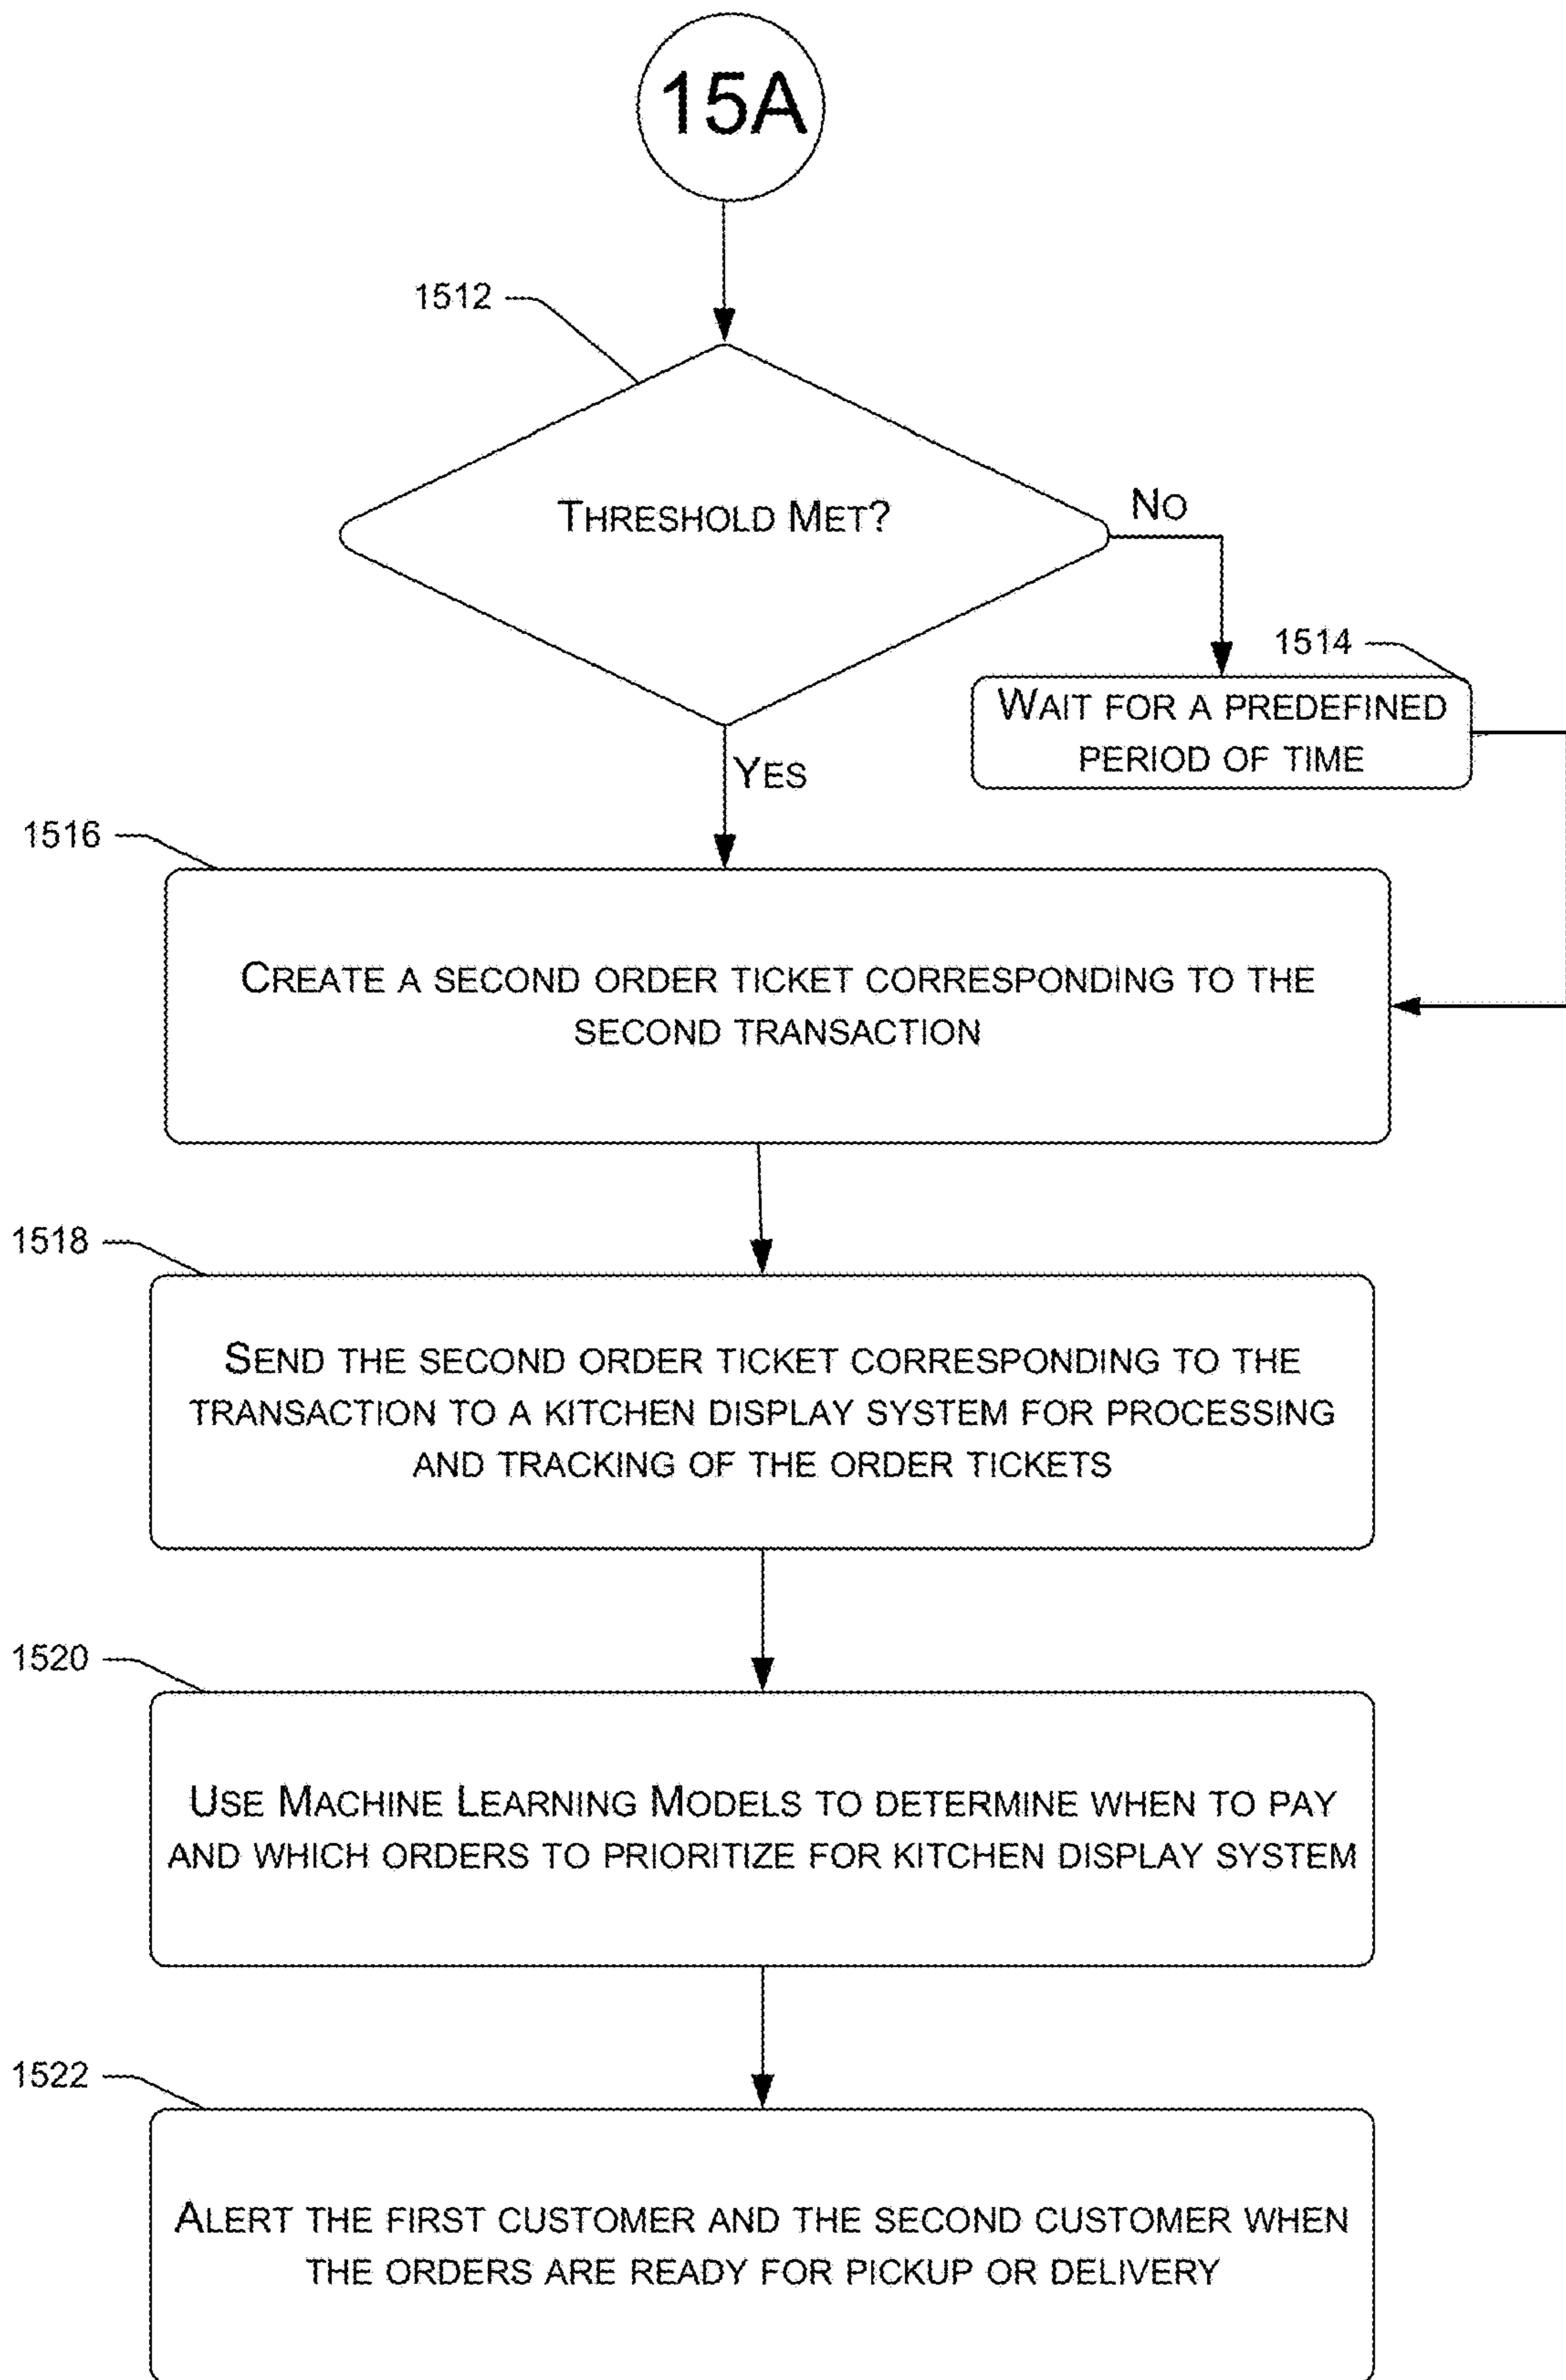 15A
1512
THRESHOLD MET?
NO
1514
WAIT FOR A PREDEFINED
PERIOD OF TIME
YES
1516
CREATE A SECOND ORDER TICKET CORRESPONDING TO THE
SECOND TRANSACTION
1518
SEND THE SECOND ORDER TICKET CORRESPONDING TO THE
TRANSACTION TO A KITCHEN DISPLAY SYSTEM FOR PROCESSING
AND TRACKING OF THE ORDER TICKETS
1520
USE MACHINE LEARNING MODELS TO DETERMINE WHEN TO PAY
AND WHICH ORDERS TO PRIORITIZE FOR KITCHEN DISPLAY SYSTEM
1522
ALERT THE FIRST CUSTOMER AND THE SECOND CUSTOMER WHEN
THE ORDERS ARE READY FOR PICKUP OR DELIVERY